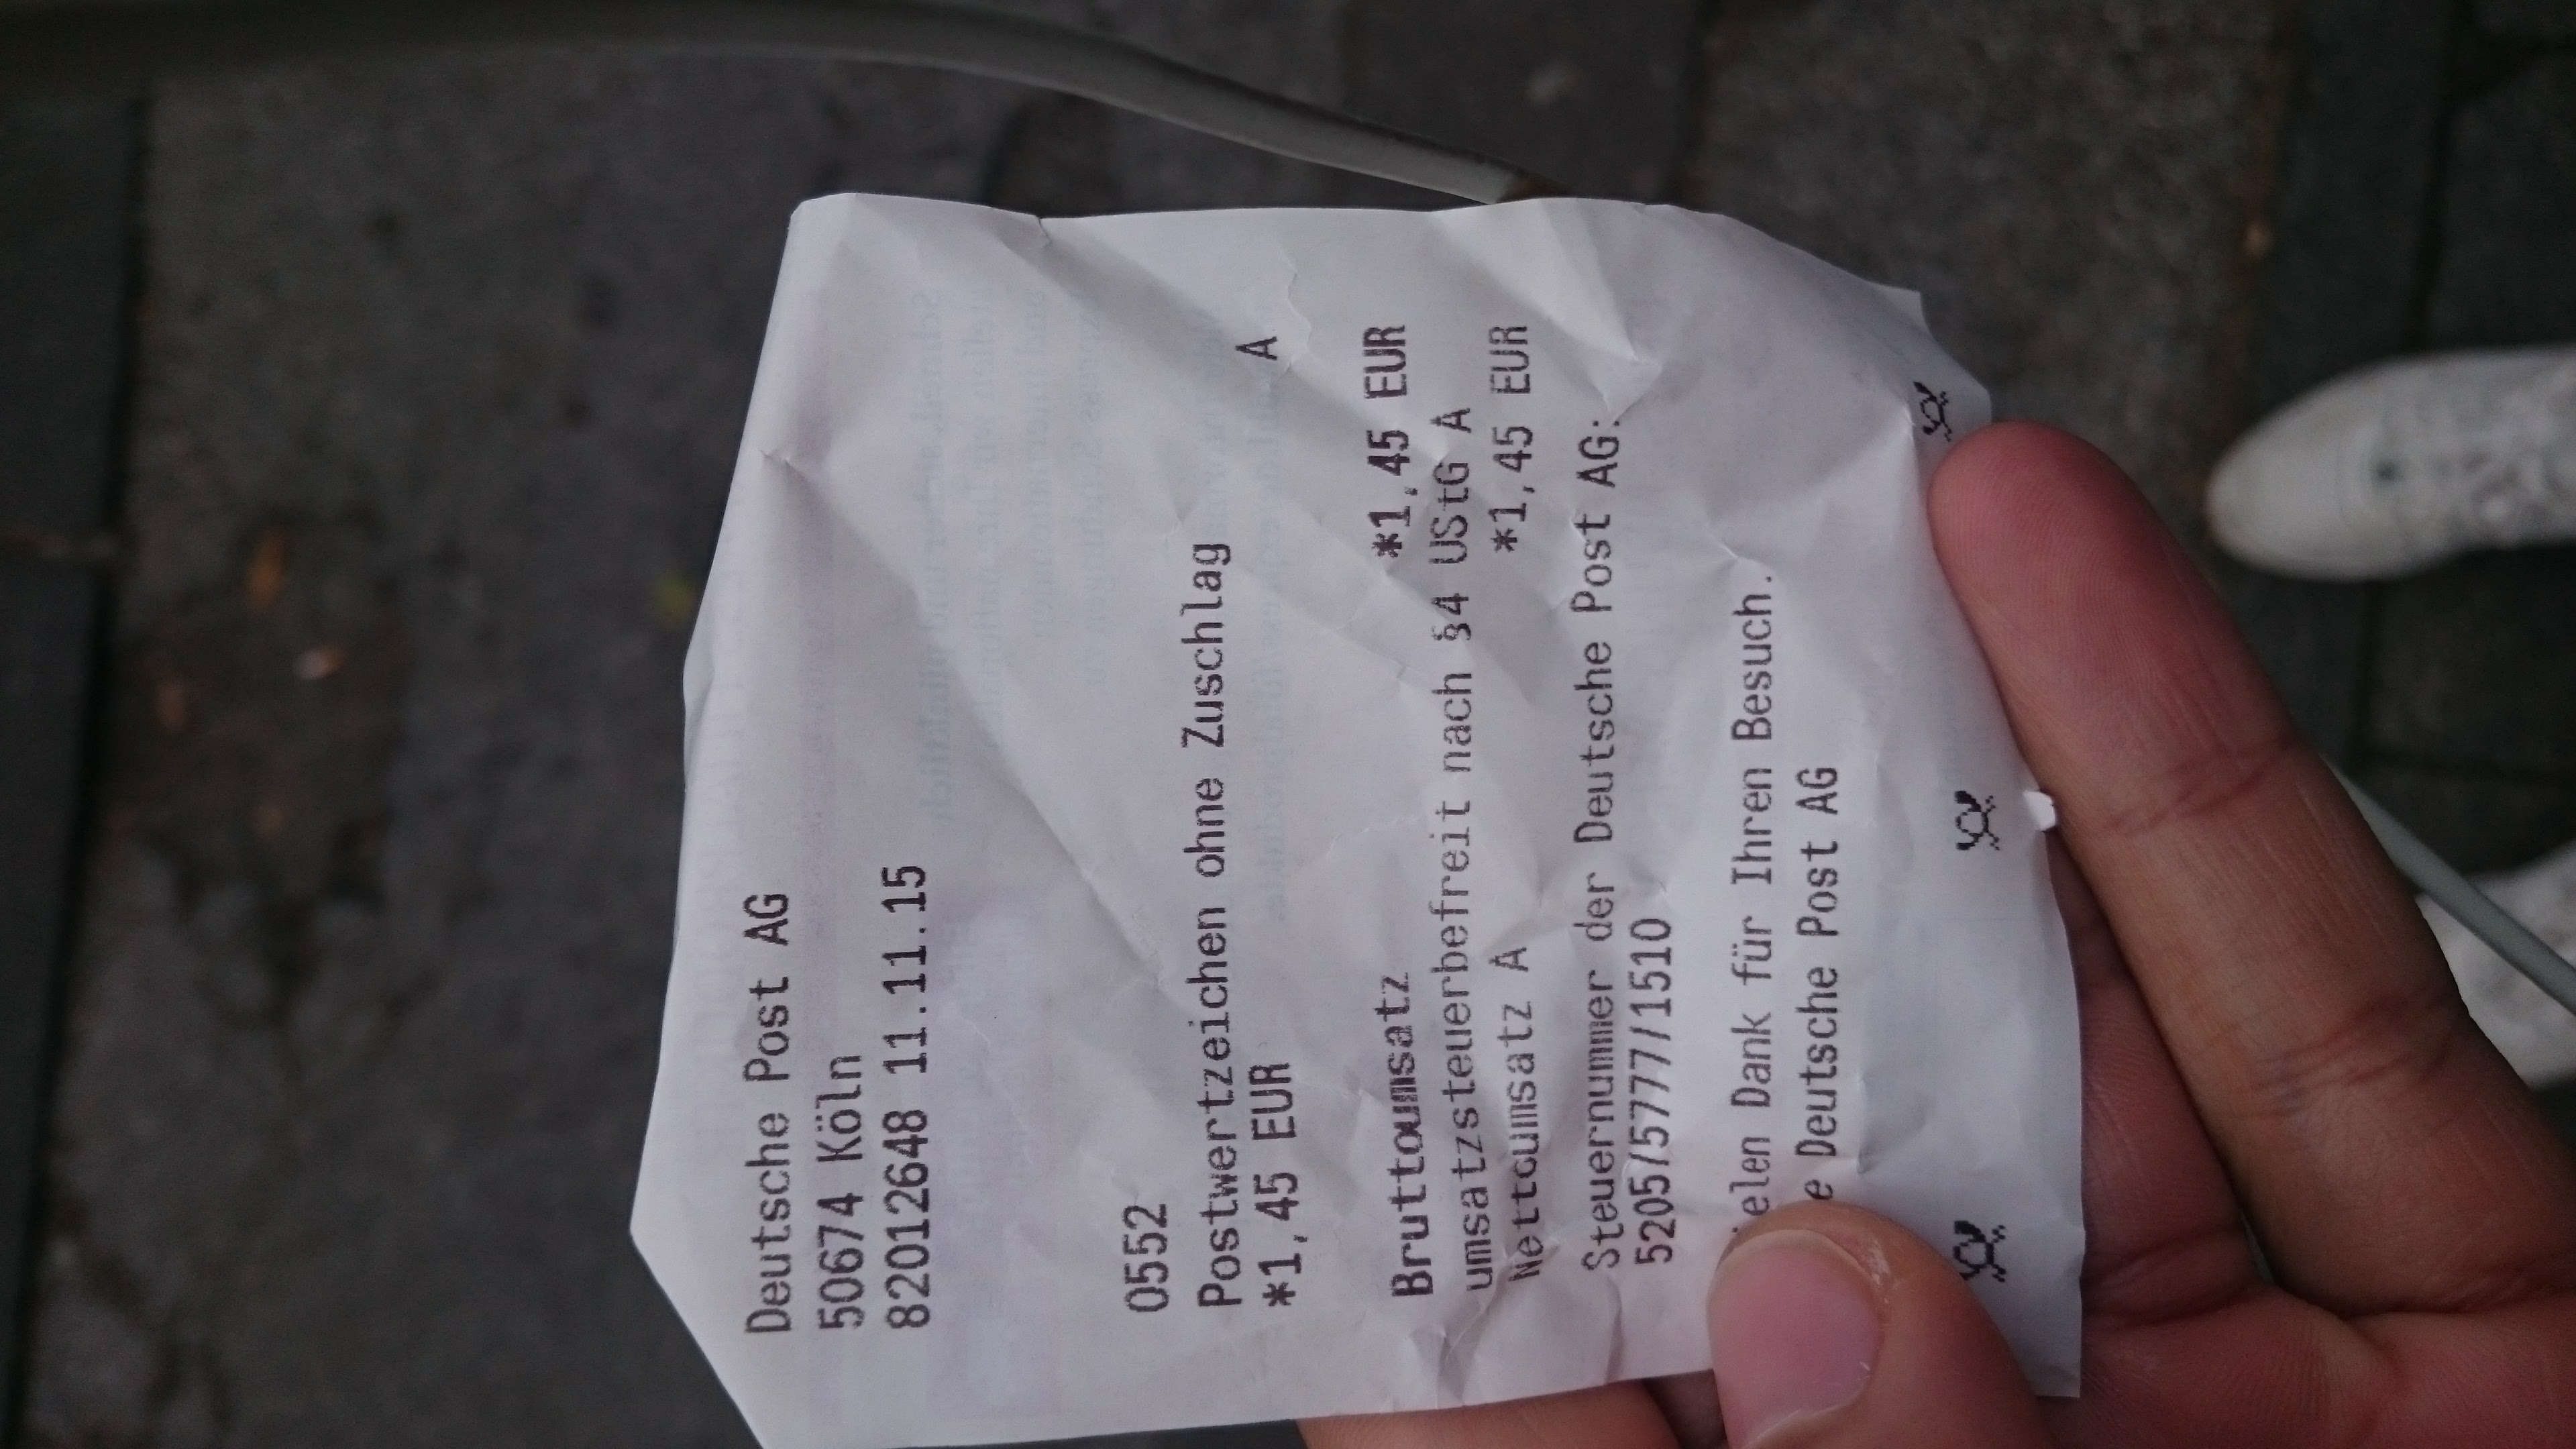 Deutsche Post AG
50674 Köln
82012648 11.11.15
0552
Postwertzeichen ohne Zuschlag
*1,45 EUR A
Bruttoumsatz *1,45 EUR
umsatzsteuerbefreit nach §4 UStG A
Nettoumsatz A *1,45 EUR
Steuernummer der Deutsche Post AG:
5205/5777/1510
ielen Dank für Ihren Besuch.
e Deutsche Post AG